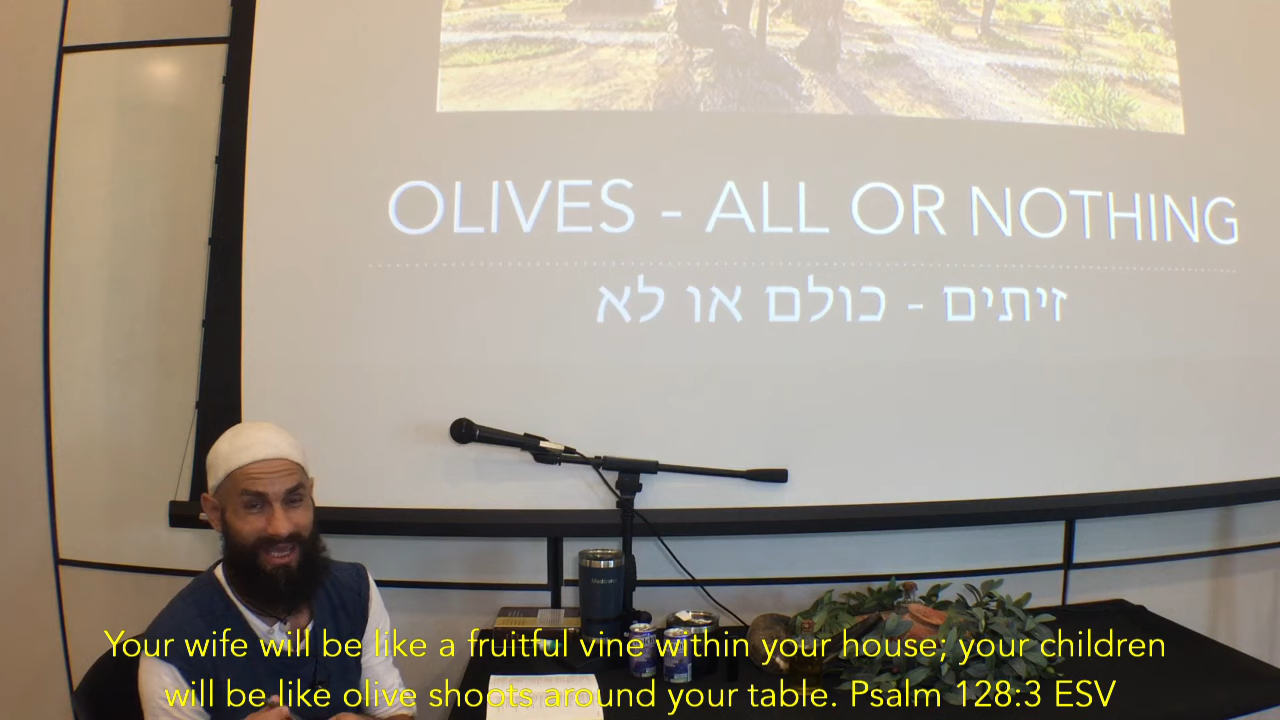 OLIVES - ALL OR NOTHING
זיתים - כולם או לא
Your wife will be like a fruitful vine within your house; your children
will be like olive shoots around your table. Psalm 128:3 ESV